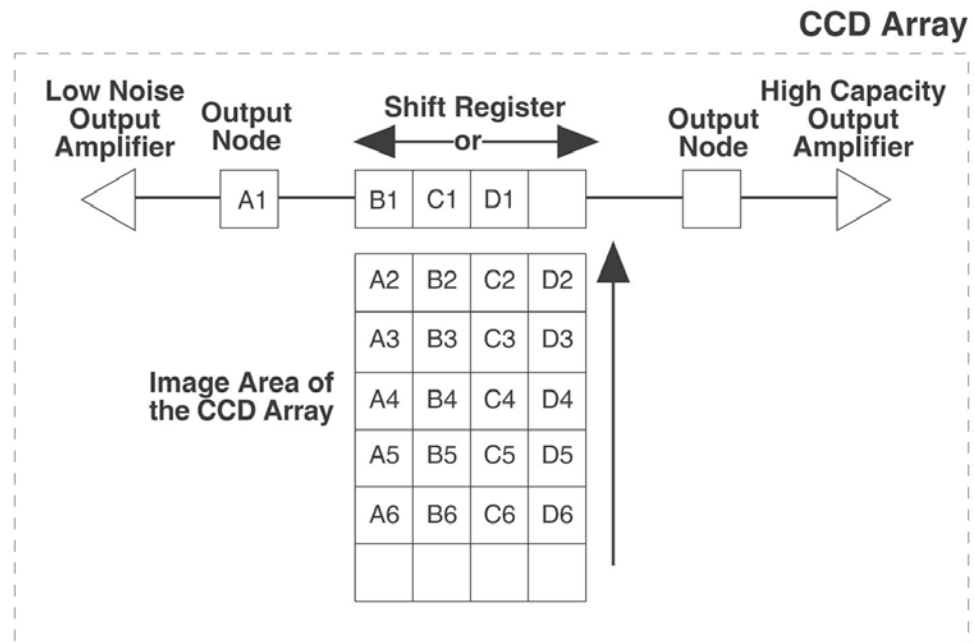 CCD Array
Low Noise
Output
Amplifier
Output
Node
Shift Register
or
Output
Node
High Capacity
Output
Amplifier
A1
B1 C1 D1
A2 B2 C2 D2
A3 B3 C3 D3
Image Area of
the CCD Array
A4 B4 C4 D4
A5 B5 C5 D5
A6 B6 C6 D6